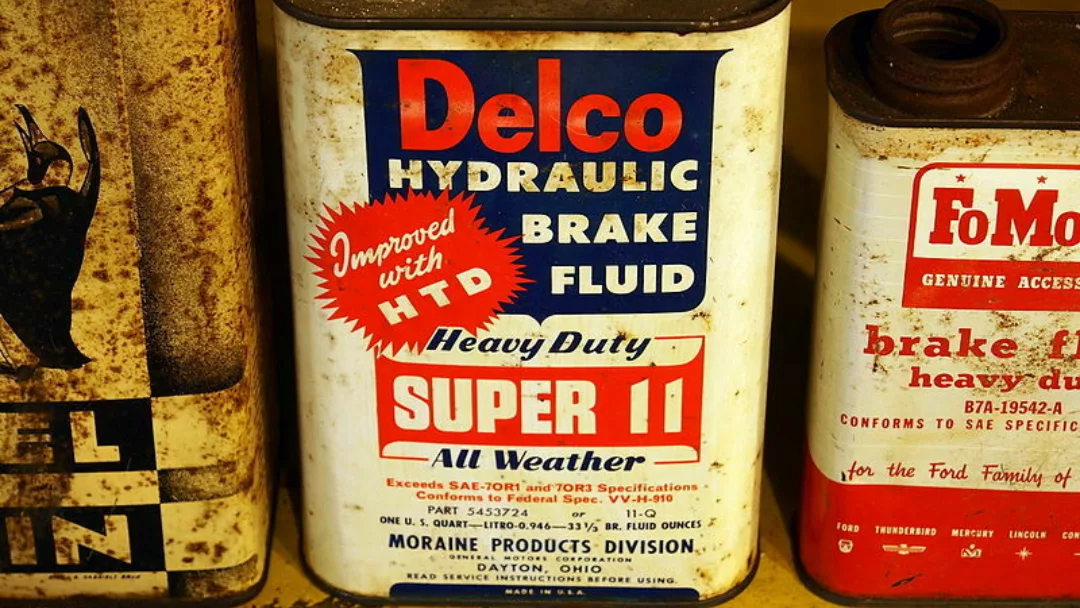 Delco
HYDRAULIC
BRAKE
FLUID
Improved
with
HTD
Heavy Duty
SUPER 11
All Weather
Exceeds SAE-70R1 and 70R3 Specifications
Conforms to Federal Spec. VV-H-910
PART 5453724 or 11-Q
ONE U. S. QUART—LITRO-0.946—33 1/3 BR. FLUID OUNCES
MORAINE PRODUCTS DIVISION
GENERAL MOTORS CORPORATION
DAYTON, OHIO
READ SERVICE INSTRUCTIONS BEFORE USING.
MADE IN U.S.A.
FoMo
GENUINE ACCESS
brake fl
heavy du
B7A-19542-A
CONFORMS TO SAE SPECIFIC
for the Ford Family of
FORD THUNDERBIRD MERCURY LINCOLN CON